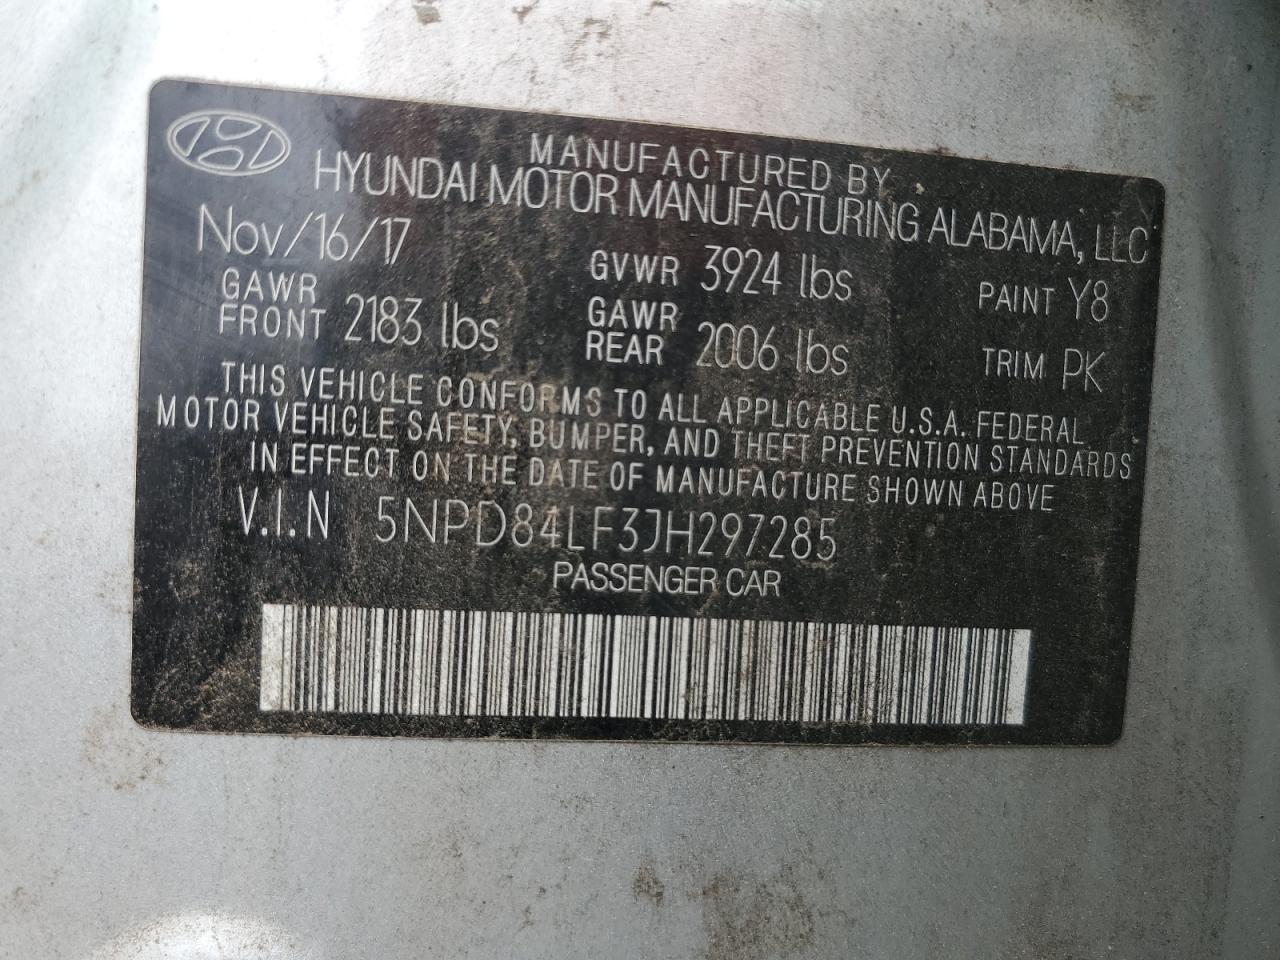 MANUFACTURED BY
HYUNDAI MOTOR MANUFACTURING ALABAMA, LLC
Nov/16/17 GVWR 3924 lbs PAINT Y8
GAWR FRONT 2183 lbs GAWR REAR 2006 lbs TRIM PK
THIS VEHICLE CONFORMS TO ALL APPLICABLE U.S.A. FEDERAL
MOTOR VEHICLE SAFETY, BUMPER, AND THEFT PREVENTION STANDARDS
IN EFFECT ON THE DATE OF MANUFACTURE SHOWN ABOVE
V.I.N 5NPD84LF3JH297285
PASSENGER CAR